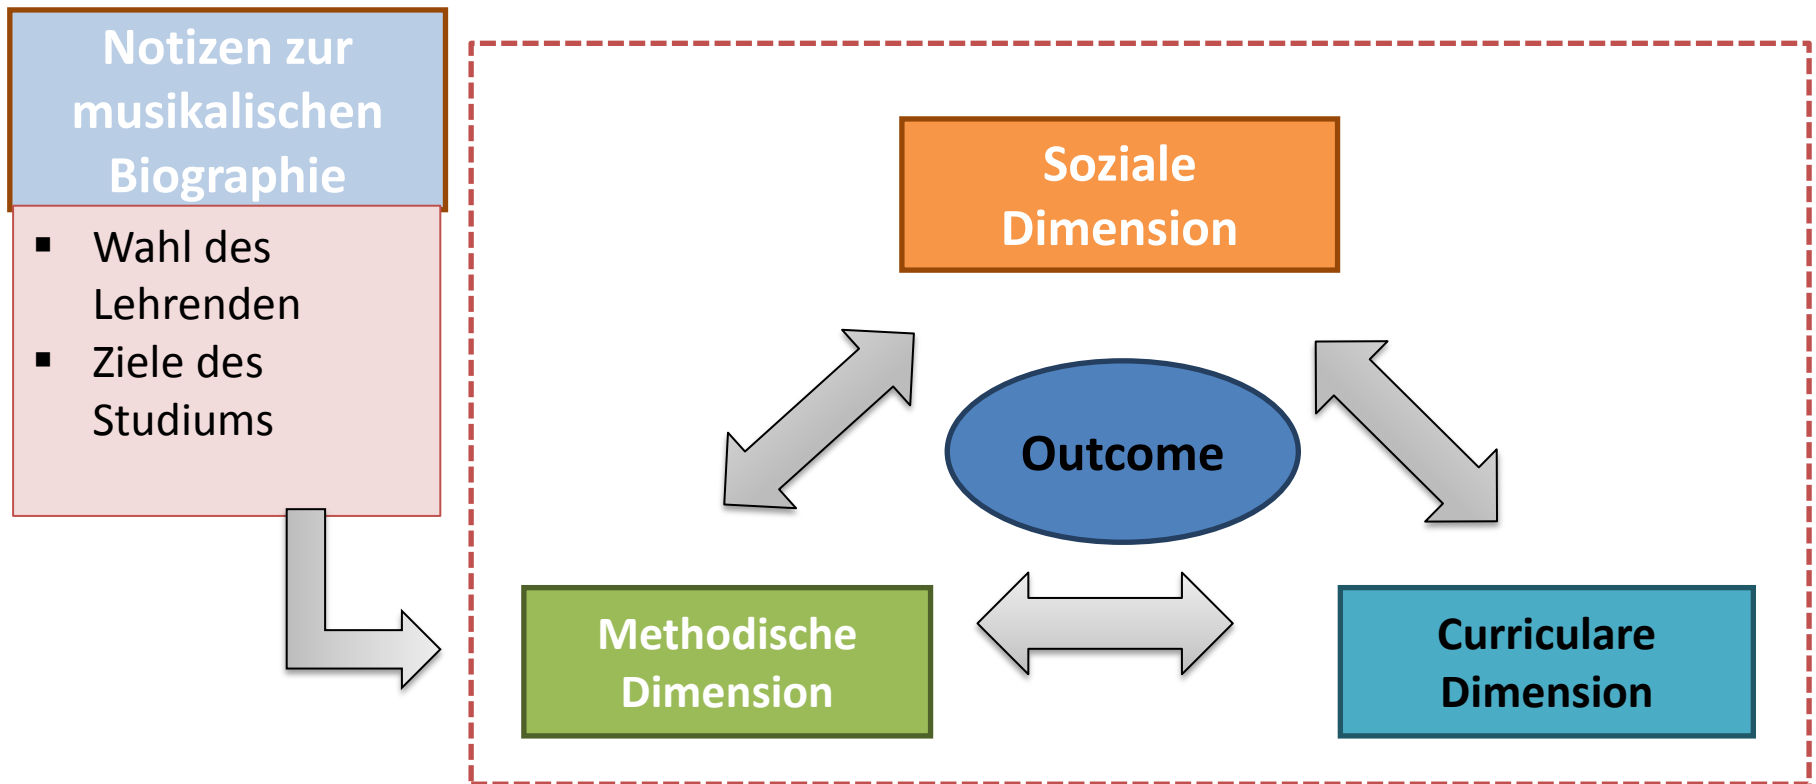 Notizen zur
musikalischen
Biographie
▪ Wahl des
Lehrenden
▪ Ziele des
Studiums
Soziale
Dimension
Outcome
Methodische
Dimension
Curriculare
Dimension